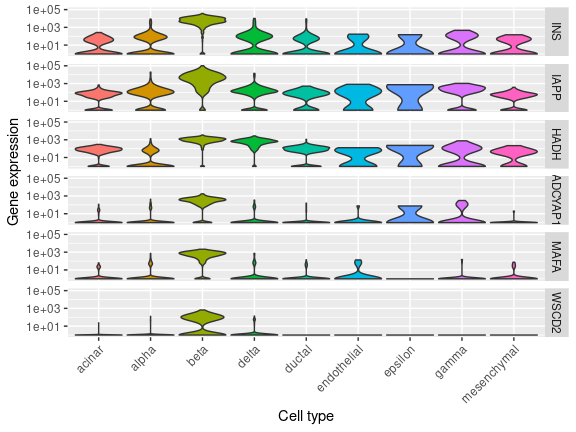 Gene expression
1e+05
1e+03
1e+01
INS
1e+05
1e+03
1e+01
IAPP
1e+05
1e+03
1e+01
HADH
1e+05
1e+03
1e+01
ADCYAP1
1e+05
1e+03
1e+01
MAFA
1e+05
1e+03
1e+01
WSCD2
acinar
alpha
beta
delta
ductal
endothelial
epsilon
gamma
mesenchymal
Cell type